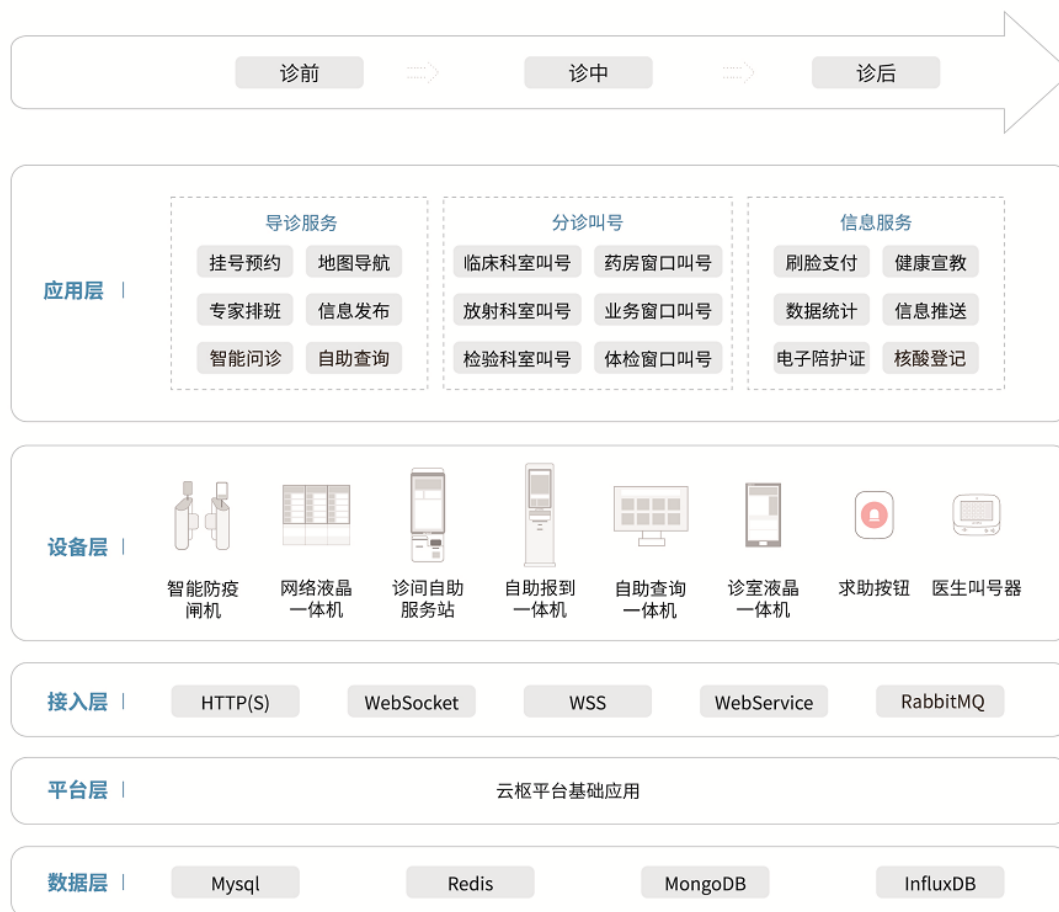 诊前 诊中 诊后
应用层
导诊服务 分诊叫号 信息服务
挂号预约 地图导航 临床科室叫号 药房窗口叫号 刷脸支付 健康宣教
专家排班 信息发布 放射科室叫号 业务窗口叫号 数据统计 信息推送
智能问诊 自助查询 检验科室叫号 体检窗口叫号 电子陪护证 核酸登记
设备层
智能防疫 网络液晶 诊间自助 自助报到 自助查询 诊室液晶 求助按钮 医生叫号器
闸机 一体机 服务站 一体机 一体机 一体机
接入层 HTTP(S) WebSocket WSS WebService RabbitMQ
平台层 云枢平台基础应用
数据层 Mysql Redis MongoDB InfluxDB